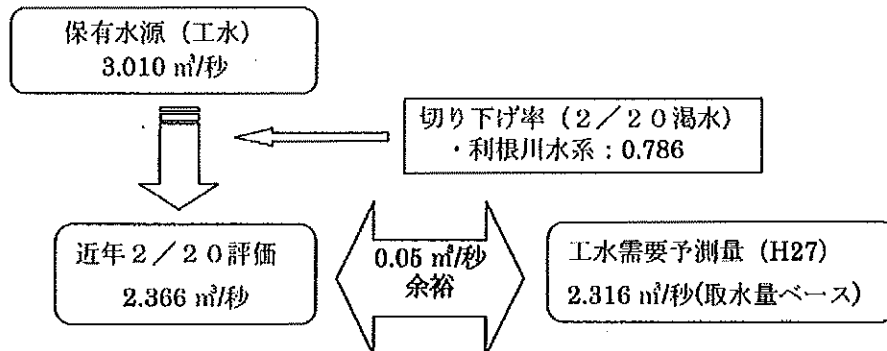 保有水源（工水）
3.010 ㎥/秒
切り下げ率（２／２０渇水）
・利根川水系：0.786
近年２／２０評価
2.366 ㎥/秒
0.05 ㎥/秒
余裕
工水需要予測量（H27）
2.316 ㎥/秒(取水量ベース)